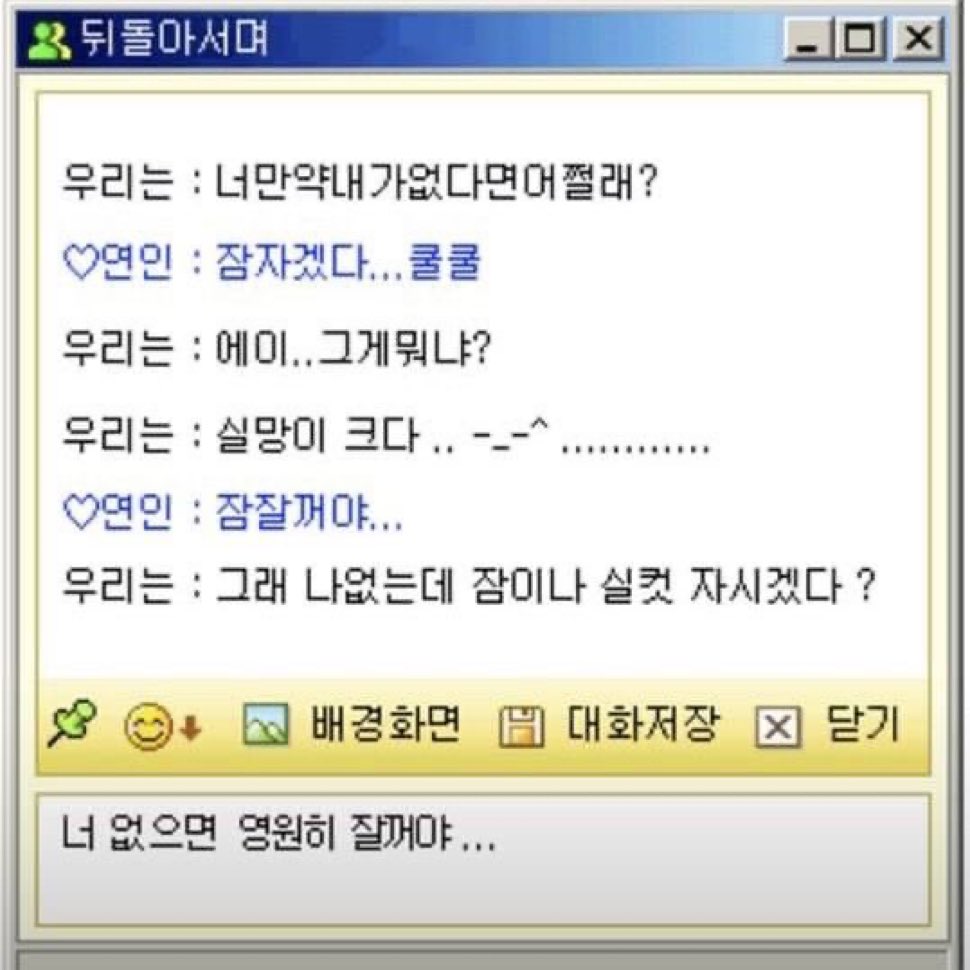 뒤돌아서며
우리는 : 너만약내가없다면어쩔래?
♡연인 : 잠자겠다...쿨쿨
우리는 : 에이..그게뭐냐?
우리는 : 실망이 크다 .. -_-^ ............
♡연인 : 잠잘꺼야...
우리는 : 그래 나없는데 잠이나 실컷 자시겠다 ?
배경화면 대화저장 닫기
너 없으면 영원히 잘꺼야...